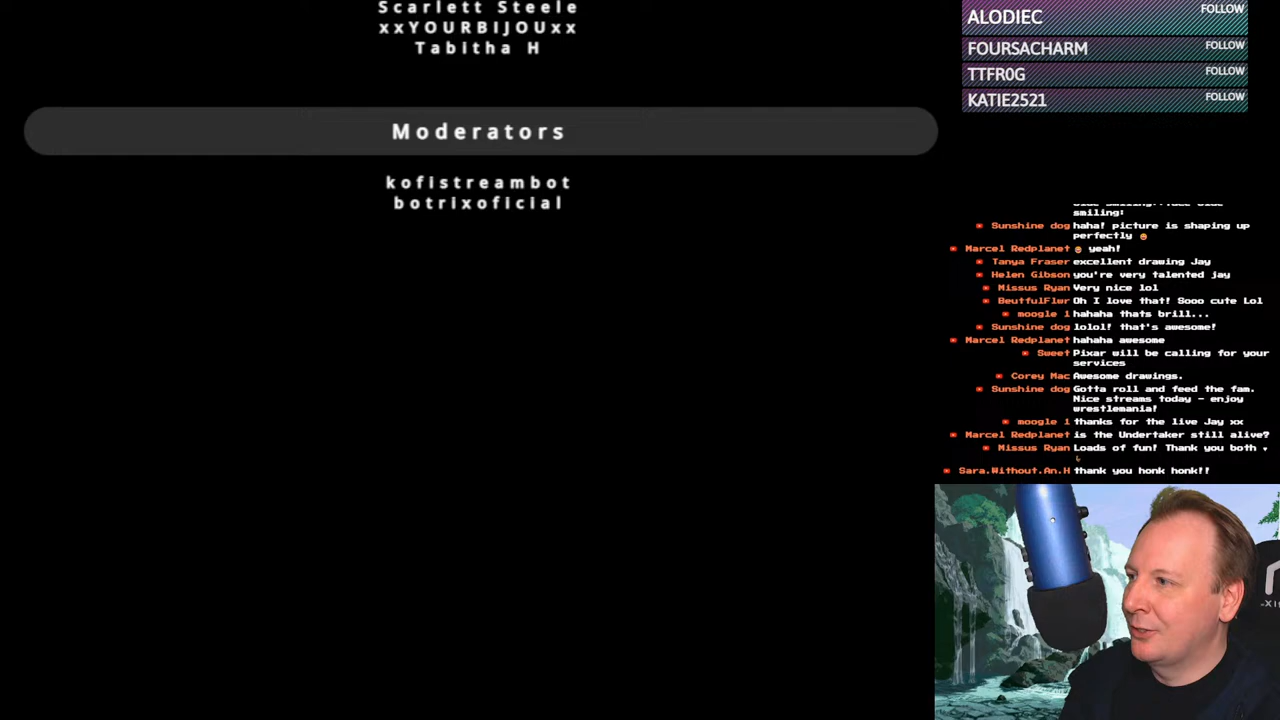 Scarlett Steele
xxYOURBIJOUxx
Tabitha H
Moderators
kofistreambot
botrixoficial
ALODIEC FOLLOW
FOURSACHARM FOLLOW
TTFR0G FOLLOW
KATIE2521 FOLLOW
smiling:
Sunshine dog haha! picture is shaping up
perfectly
Marcel Redplanet yeah!
Tanya Fraser excellent drawing Jay
Helen Gibson you're very talented jay
Missus Ryan Very nice lol
BeutfulFlwr Oh I love that! Sooo cute Lol
moogle 1 hahaha thats brill...
Sunshine dog lolol! that's awesome!
Marcel Redplanet hahaha awesome
Sweet Pixar will be calling for your
services
Corey Mac Awesome drawings.
Sunshine dog Gotta roll and feed the fam.
Nice streams today - enjoy
wrestlemania!
moogle 1 thanks for the live Jay xx
Marcel Redplanet is the Undertaker still alive?
Missus Ryan Loads of fun! Thank you both
Sara.Without.An.H thank you honk honk!!